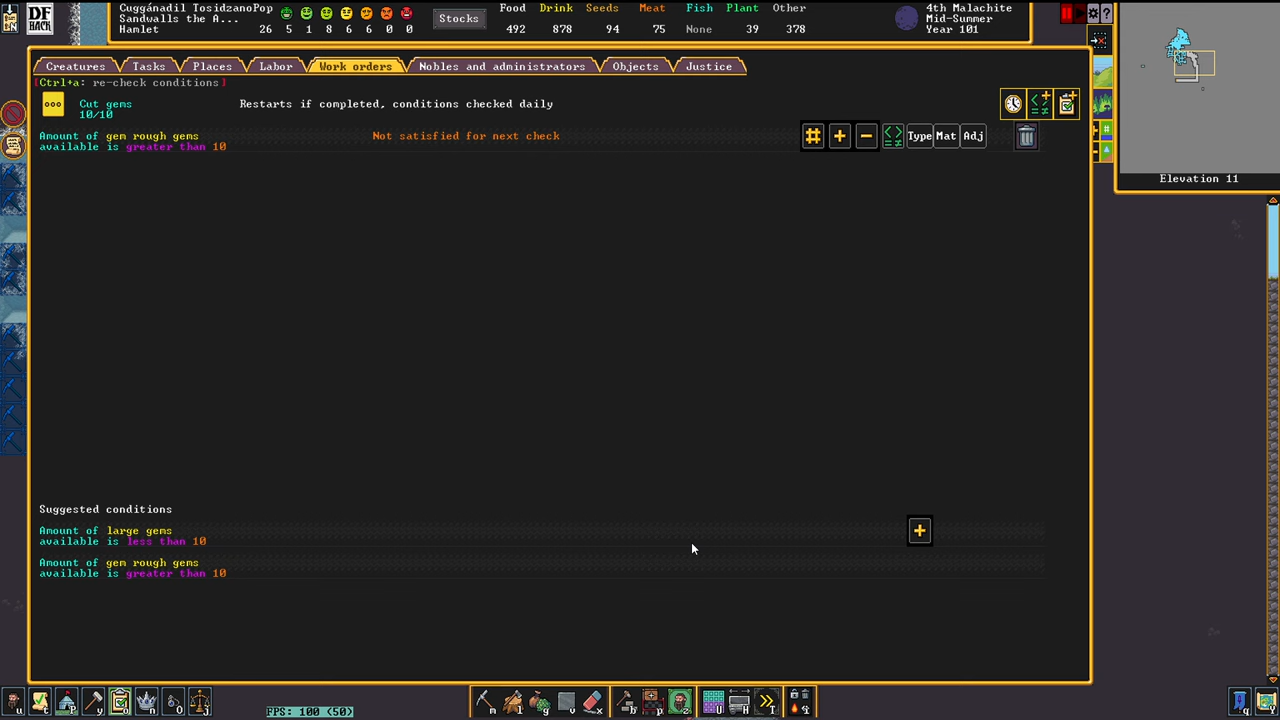 DF HACK
Cuggánadil TosidzanoPop
Sandwalls the A...
Hamlet 26 5 1 8 6 6 0 0
Stocks
Food Drink Seeds Meat Fish Plant Other
492 878 94 75 None 39 378
4th Malachite
Mid-Summer
Year 101
Elevation 11
Creatures Tasks Places Labor Work orders Nobles and administrators Objects Justice
[Ctrl+a: re-check conditions]
Cut gems Restarts if completed, conditions checked daily
10/10
Amount of gem rough gems Not satisfied for next check
available is greater than 10
Type Mat Adj
Suggested conditions
Amount of large gems
available is less than 10
Amount of gem rough gems
available is greater than 10
FPS: 100 (50)